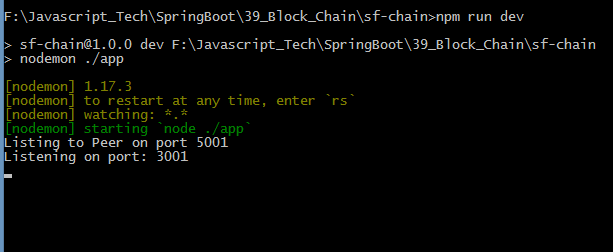 F:\Javascript_Tech\SpringBoot\39_Block_Chain\sf-chain>npm run dev
> sf-chain@1.0.0 dev F:\Javascript_Tech\SpringBoot\39_Block_Chain\sf-chain
> nodemon ./app
[nodemon] 1.17.3
[nodemon] to restart at any time, enter `rs`
[nodemon] watching: *.*
[nodemon] starting `node ./app`
Listing to Peer on port 5001
Listening on port: 3001